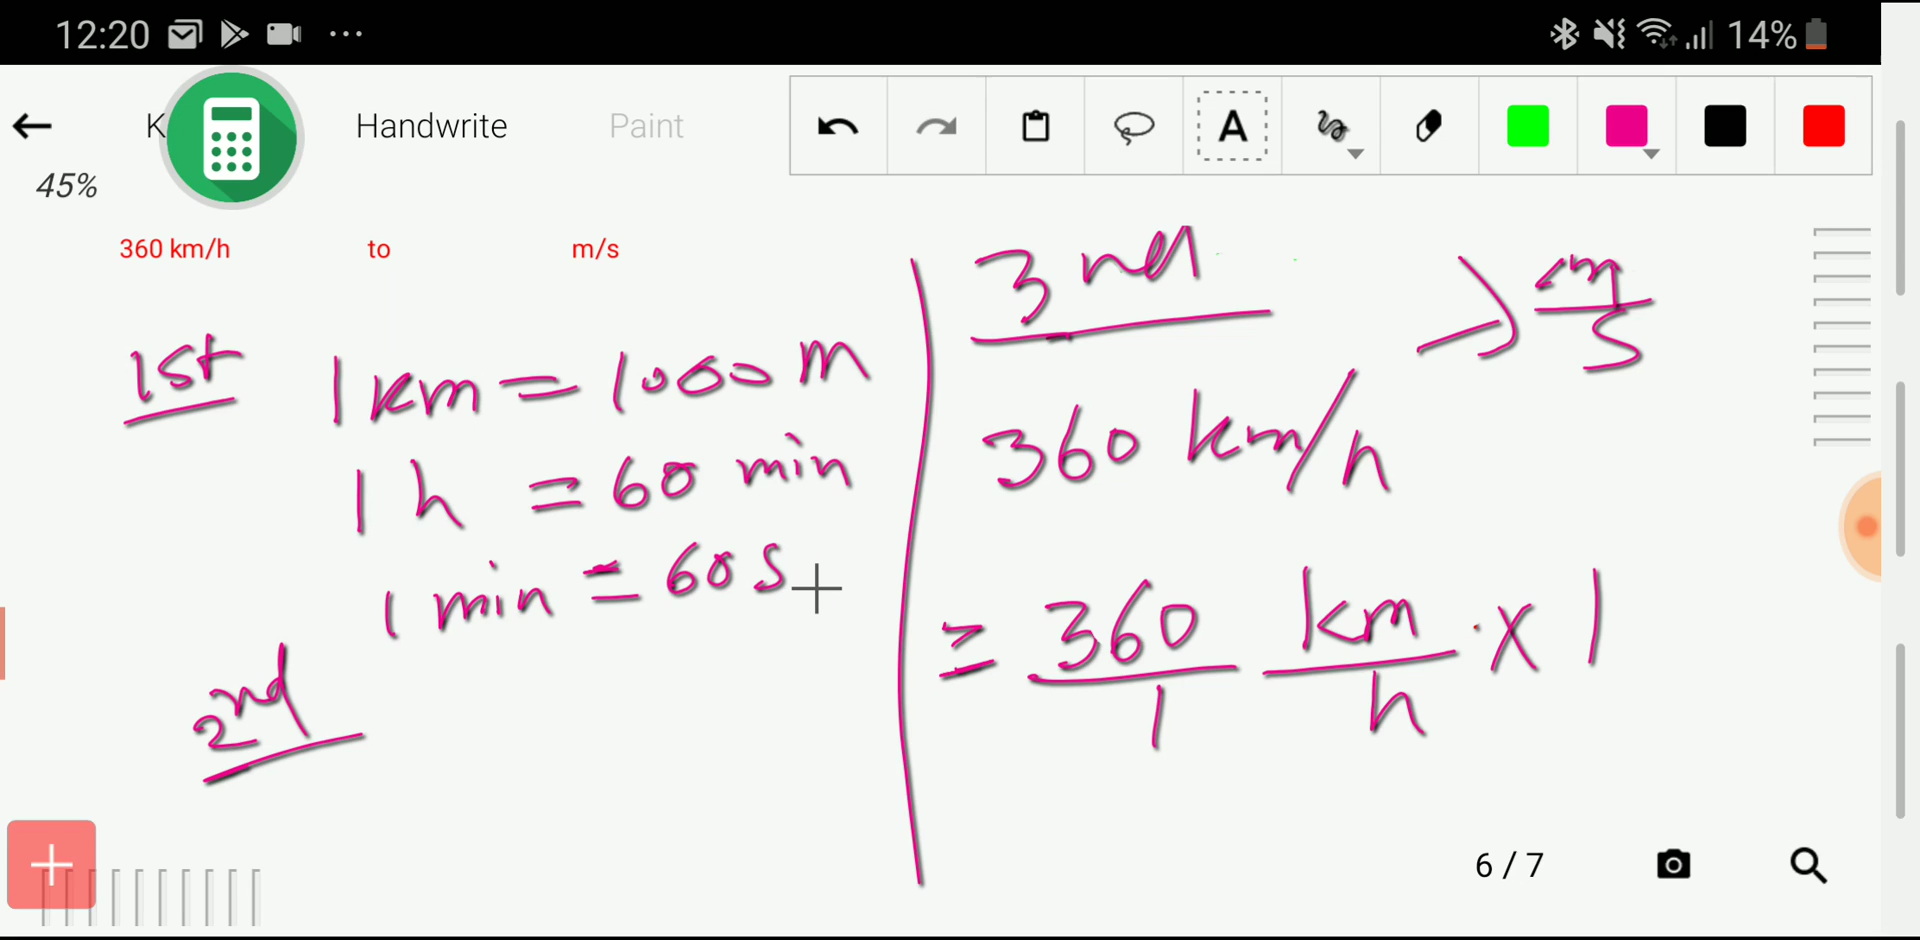 12:20 14%
K Handwrite Paint A
45%
360 km/h to m/s
1st 1 km = 1000 m
1 h = 60 min
1 min = 60 s
2nd
3nd → m/s
360 km/h
= 360/1 km/h · x 1
6 / 7